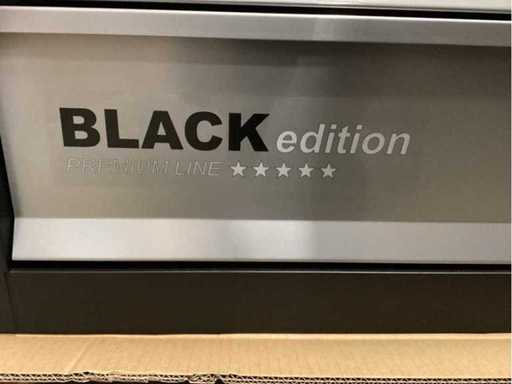 BLACK edition
PREMIUM LINE ★★★★★